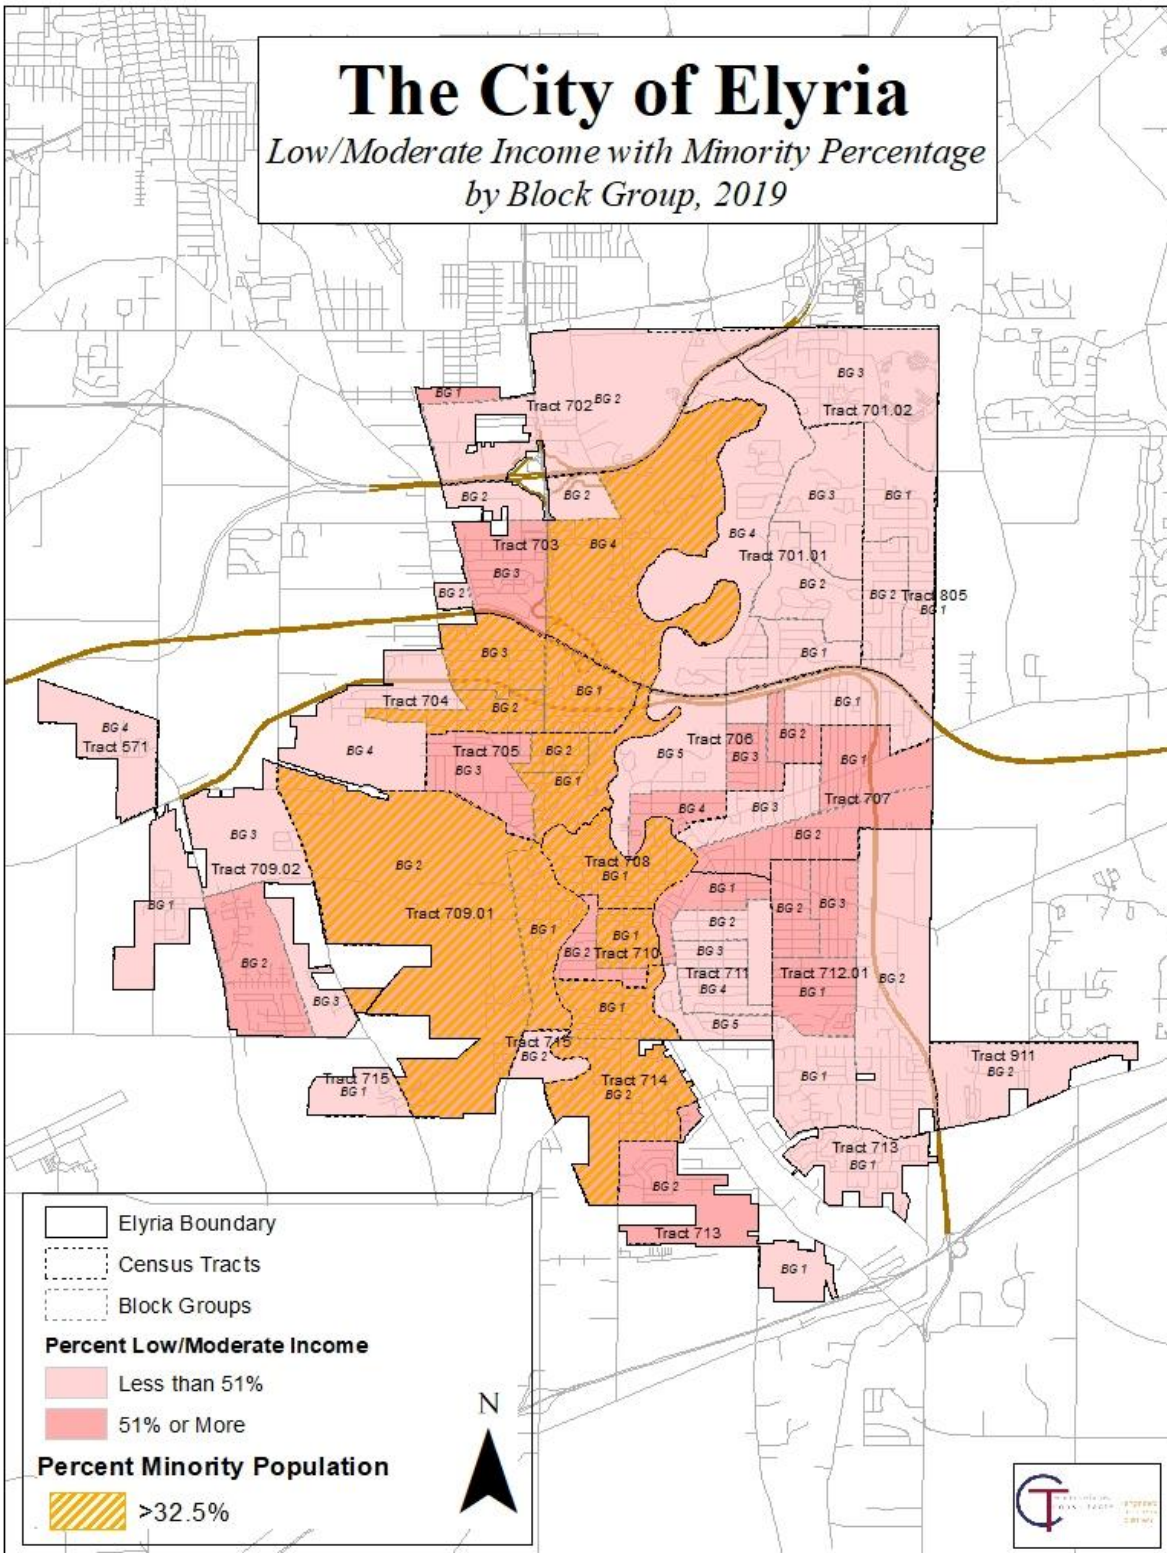 The City of Elyria
Low/Moderate Income with Minority Percentage
by Block Group, 2019
BG 3
BG 1
Tract 702
BG 2
Tract 701.02
BG 2
BG 2
BG 3
BG 1
BG 4
Tract 703
BG 4
Tract 701.01
BG 3
BG 2
BG 2
BG 2
Tract 805
BG 1
BG 3
BG 1
BG 1
Tract 704
BG 2
BG 1
BG 4
Tract 571
BG 4
Tract 705
BG 2
BG 5
Tract 706
BG 2
BG 3
BG 3
BG 1
BG 1
Tract 707
BG 4
BG 3
BG 3
Tract 709.02
BG 2
Tract 708
BG 1
BG 2
BG 1
Tract 709.01
BG 1
BG 2
BG 3
BG 1
BG 1
BG 2
BG 2
BG 2
Tract 710
BG 3
Tract 711
BG 4
Tract 712.01
BG 1
BG 2
BG 3
BG 1
BG 5
Tract 715
BG 2
Tract 911
BG 2
Tract 715
BG 1
Tract 714
BG 2
BG 1
Tract 713
BG 1
BG 2
Tract 713
BG 1
Elyria Boundary
Census Tracts
Block Groups
Percent Low/Moderate Income
Less than 51%
51% or More
Percent Minority Population
>32.5%
N
CT